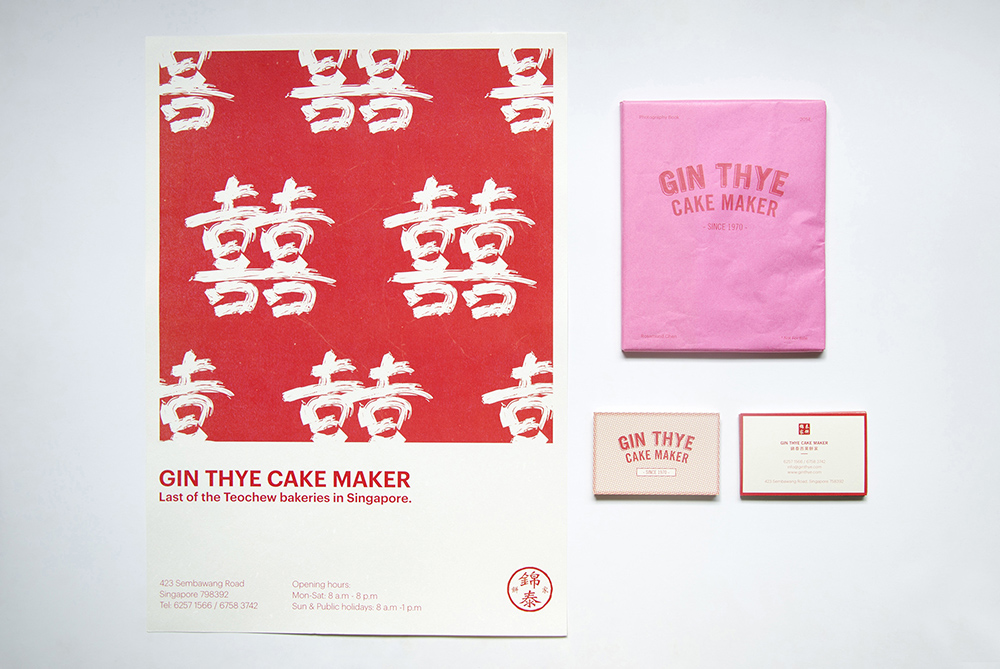 囍 囍 囍
囍 囍
囍 囍 囍
GIN THYE CAKE MAKER
Last of the Teochew bakeries in Singapore.
423 Sembawang Road
Singapore 798392
Tel: 6257 1566 / 6758 3742
Opening hours:
Mon-Sat: 8 a.m - 8 p.m
Sun & Public holidays: 8 a.m -1 p.m
錦
泰
GIN THYE
CAKE MAKER
- SINCE 1970 -
GIN THYE
CAKE MAKER
- SINCE 1970 -
GIN THYE CAKE MAKER